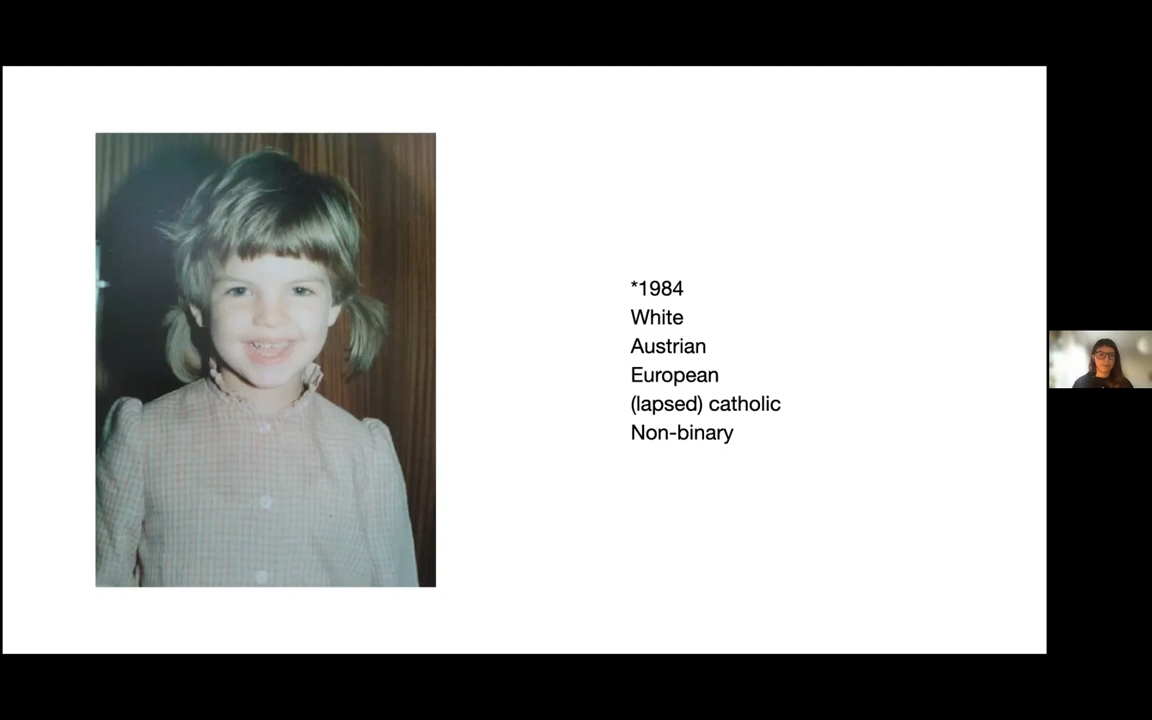 *1984
White
Austrian
European
(lapsed) catholic
Non-binary